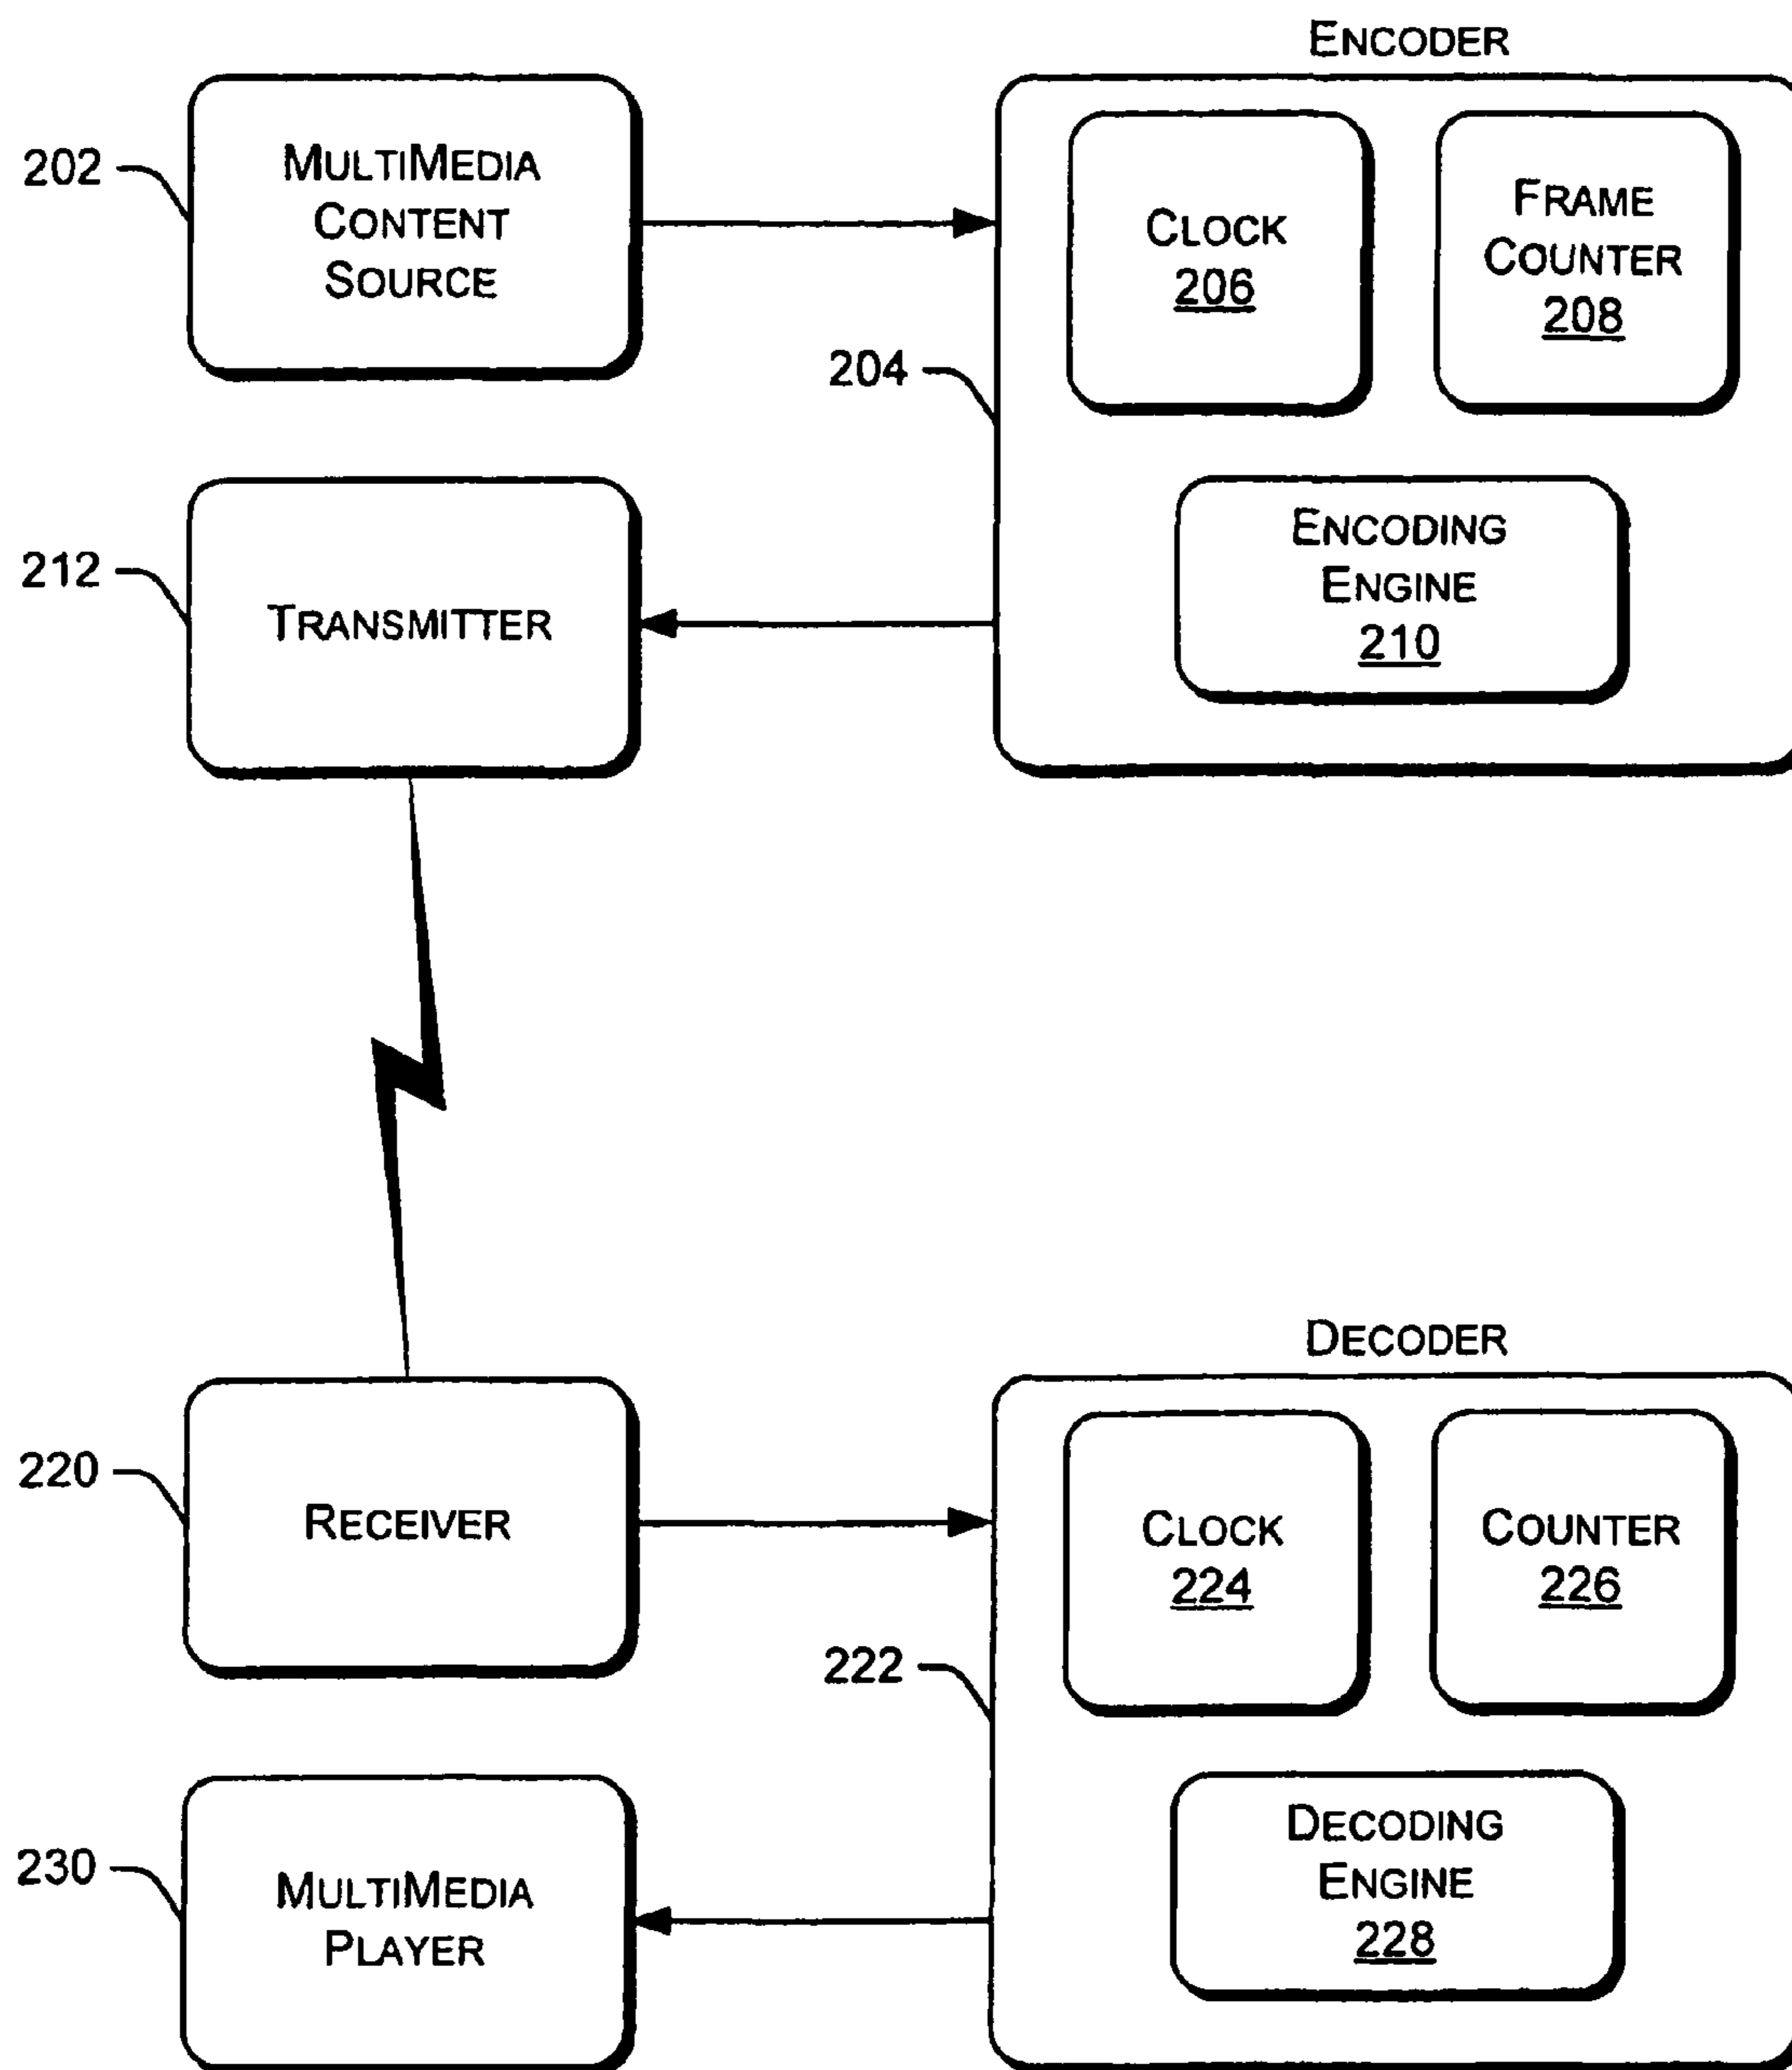 ENCODER
202
MULTIMEDIA
CONTENT
SOURCE
CLOCK
206
FRAME
COUNTER
208
204
ENCODING
ENGINE
210
212
TRANSMITTER
DECODER
220
RECEIVER
CLOCK
224
COUNTER
226
222
DECODING
ENGINE
228
230
MULTIMEDIA
PLAYER